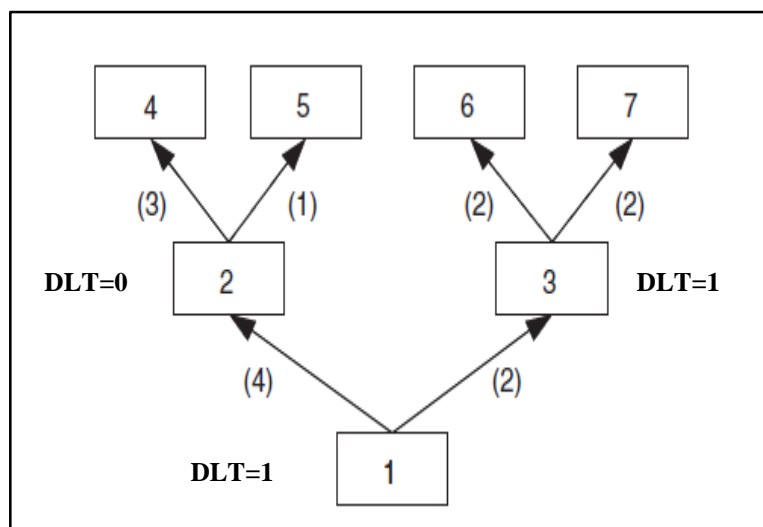 4 5 6 7
(3) (1) (2) (2)
DLT=0 2 3 DLT=1
(4) (2)
DLT=1 1